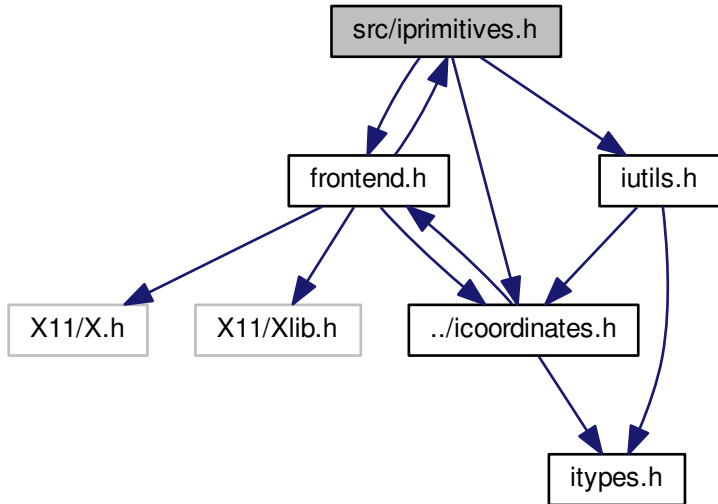 src/iprimitives.h
frontend.h
iutils.h
X11/X.h
X11/Xlib.h
../icoordinates.h
itypes.h